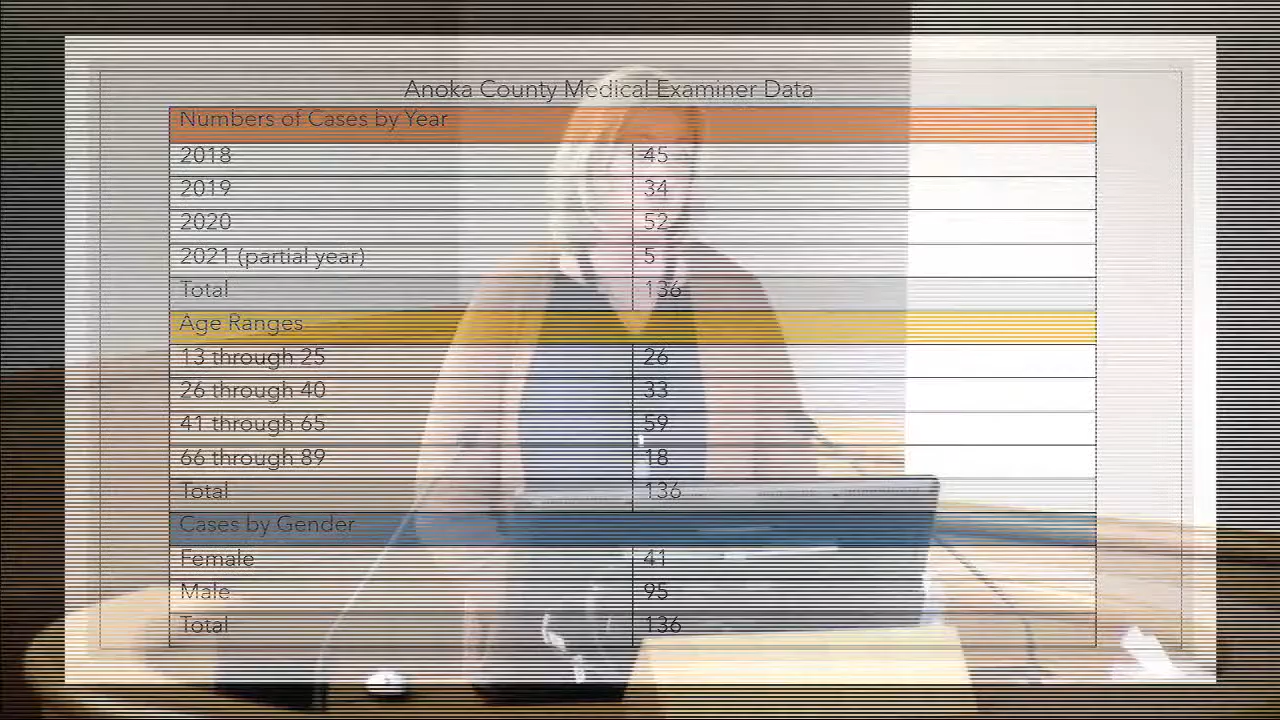 Anoka County Medical Examiner Data
Numbers of Cases by Year
2018 45
2019 34
2020 52
2021 (partial year) 5
Total 136
Age Ranges
13 through 25 26
26 through 40 33
41 through 65 59
66 through 89 18
Total 136
Cases by Gender
Female 41
Male 95
Total 136